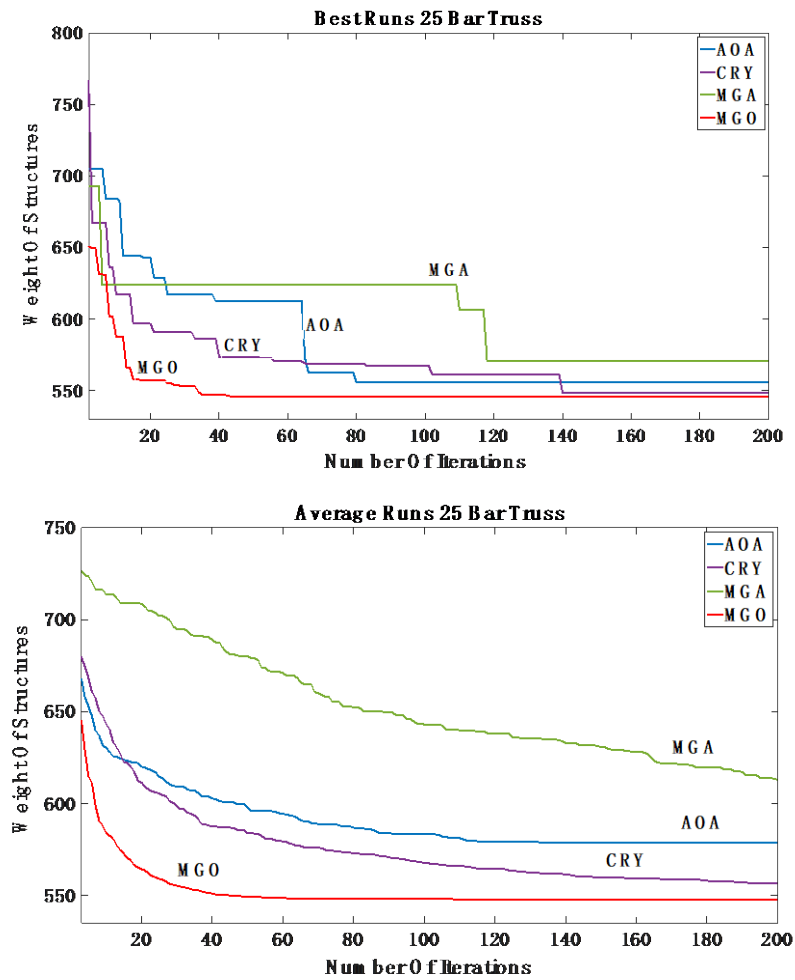 Best Runs 25 Bar Truss
800
750
700
650
600
550
Weight Of Structures
AOA
CRY
MGA
MGO
MGA
AOA
CRY
MGO
20 40 60 80 100 120 140 160 180 200
Number Of Iterations
Average Runs 25 Bar Truss
750
700
650
600
550
Weight Of Structures
AOA
CRY
MGA
MGO
MGA
AOA
CRY
MGO
20 40 60 80 100 120 140 160 180 200
Number Of Iterations